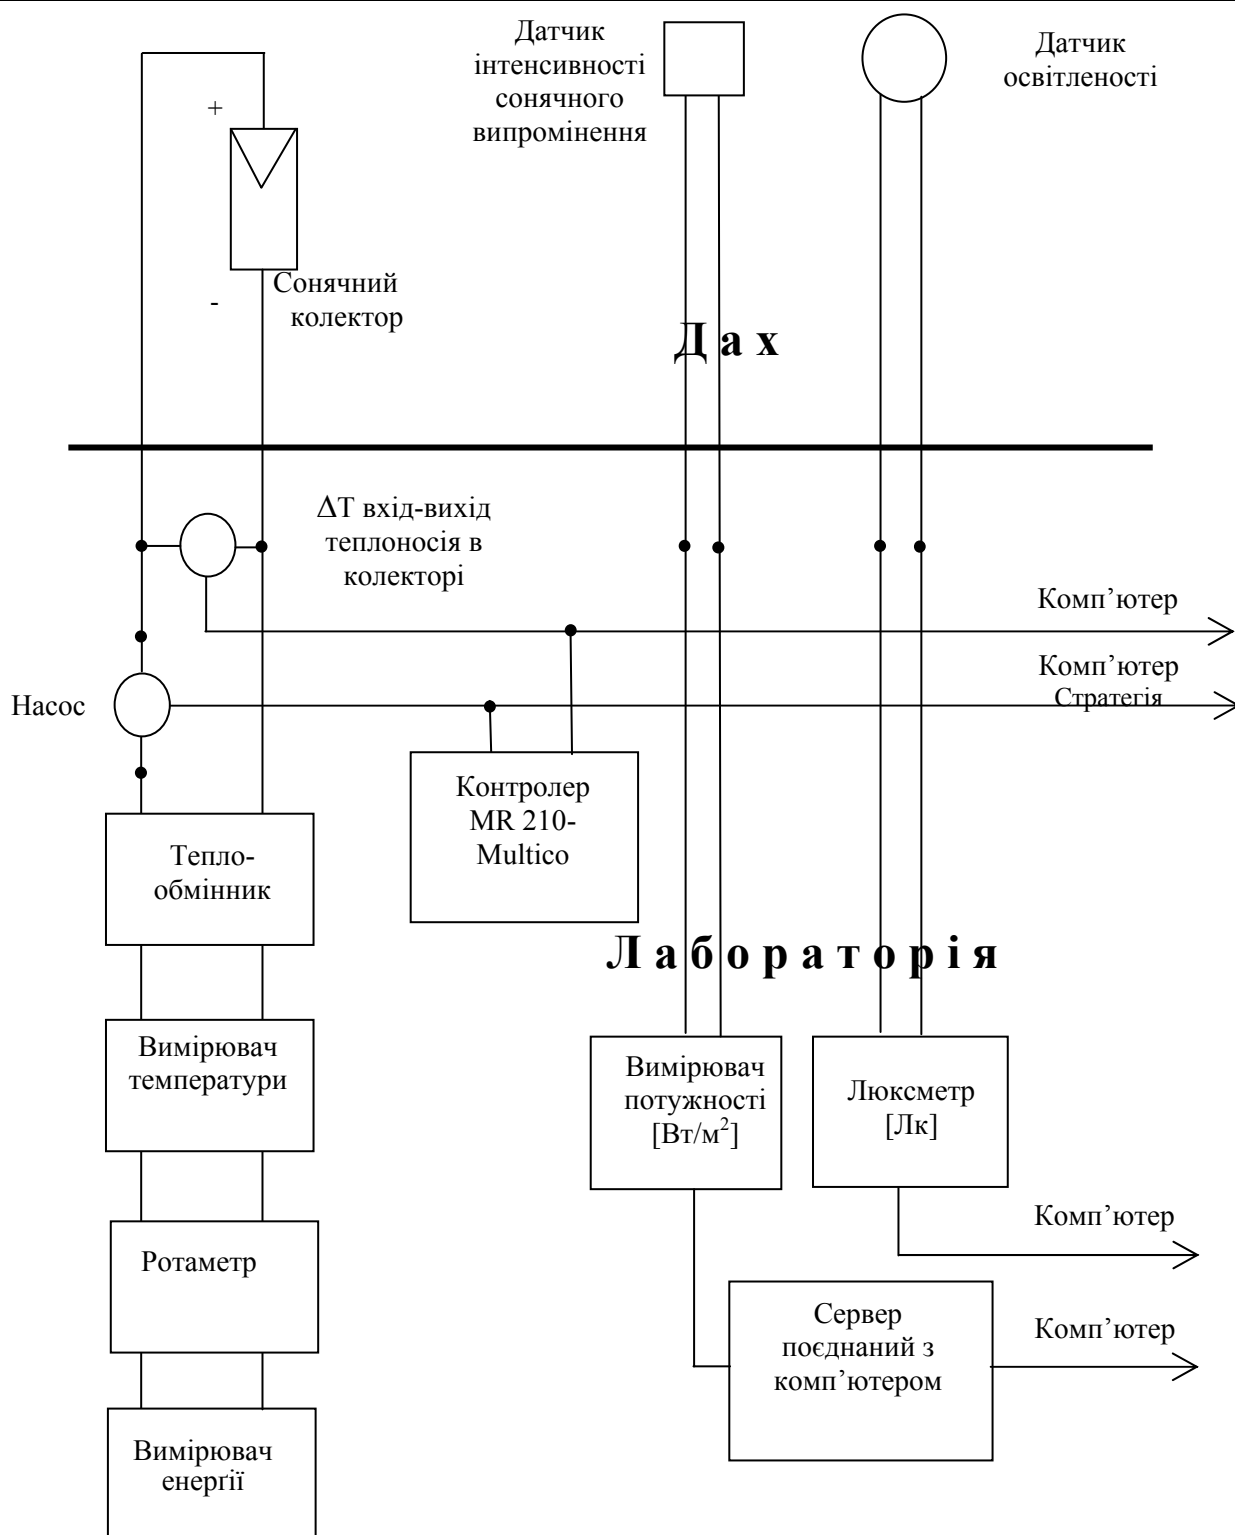 Датчик
інтенсивності
сонячного
випромінення
Датчик
освітленості
+
-
Сонячний
колектор
Дах
ΔT вхід-вихід
теплоносія в
колекторі
Комп’ютер
Комп’ютер
Стратегія
Насос
Контролер
MR 210-
Multico
Тепло-
обмінник
Лабораторія
Вимірювач
температури
Вимірювач
потужності
[Вт/м²]
Люксметр
[Лк]
Комп’ютер
Ротаметр
Сервер
поєднаний з
комп’ютером
Комп’ютер
Вимірювач
енергії